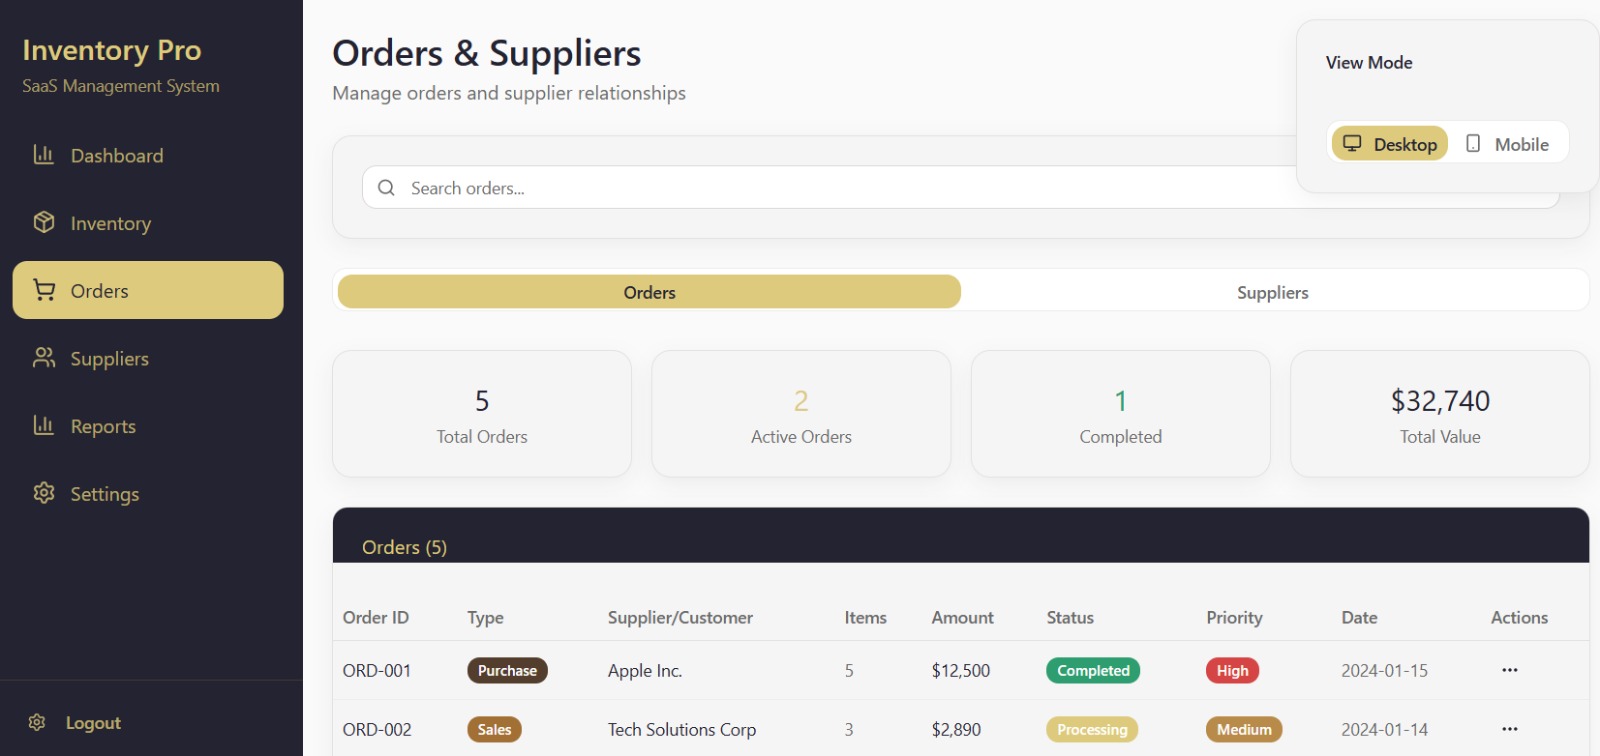 Inventory Pro
SaaS Management System
Dashboard
Inventory
Orders
Suppliers
Reports
Settings
Logout
Orders & Suppliers
Manage orders and supplier relationships
View Mode
Desktop Mobile
Search orders...
Orders Suppliers
5
Total Orders
2
Active Orders
1
Completed
$32,740
Total Value
Orders (5)
Order ID Type Supplier/Customer Items Amount Status Priority Date Actions
ORD-001 Purchase Apple Inc. 5 $12,500 Completed High 2024-01-15 ...
ORD-002 Sales Tech Solutions Corp 3 $2,890 Processing Medium 2024-01-14 ...